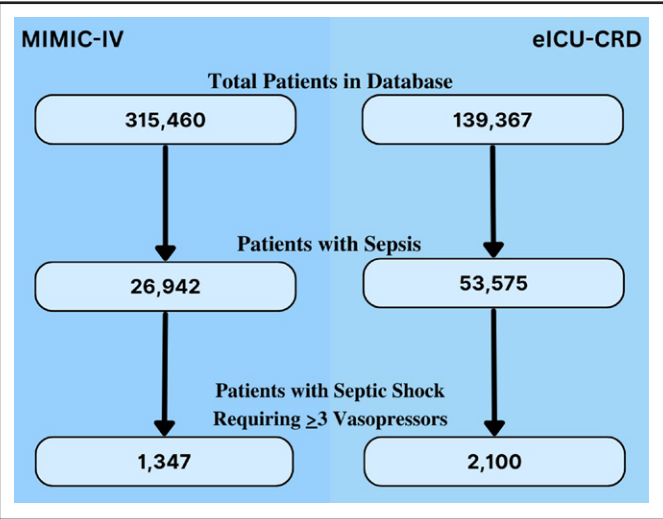 MIMIC-IV
eICU-CRD
Total Patients in Database
315,460
139,367
Patients with Sepsis
26,942
53,575
Patients with Septic Shock
Requiring ≥3 Vasopressors
1,347
2,100